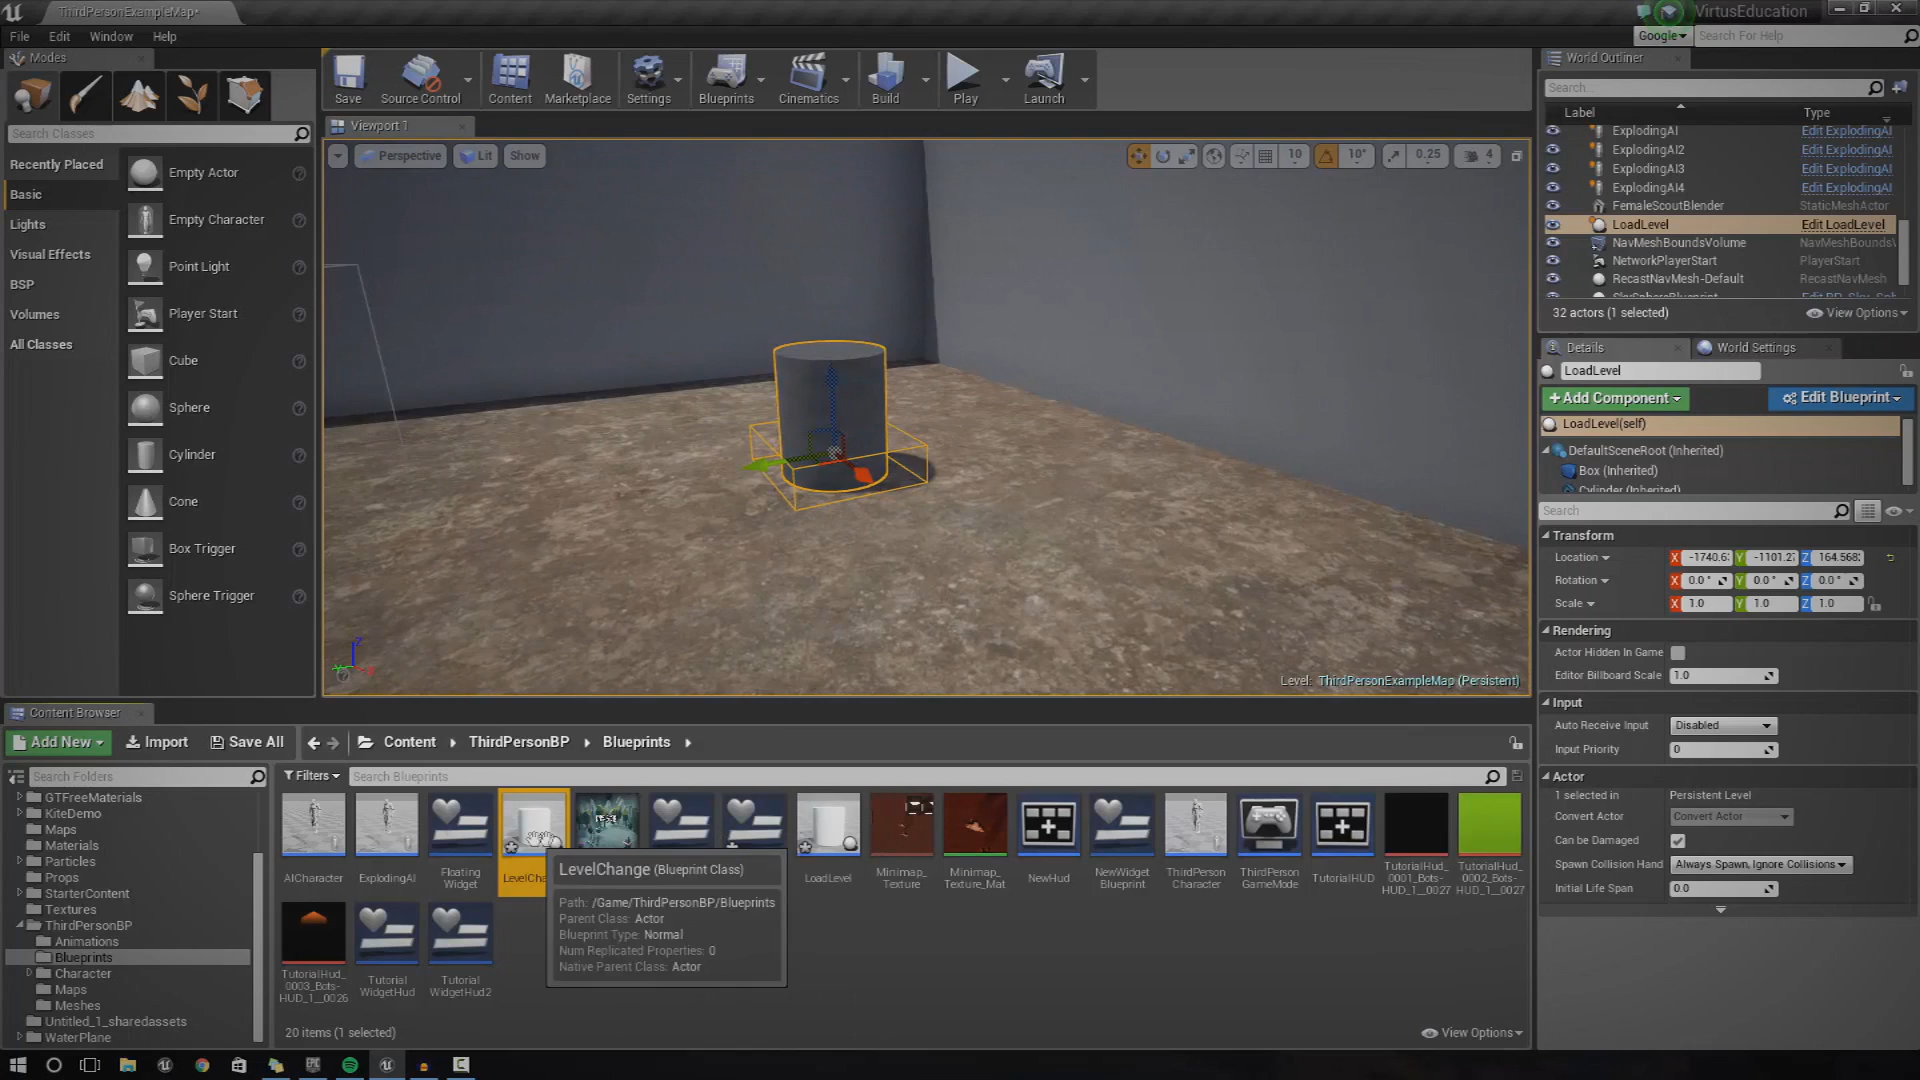 ThirdPersonExampleMap*
VirtusEducation
File Edit Window Help
Google
Search For Help
Modes
Search Classes
Recently Placed
Basic
Lights
Visual Effects
BSP
Volumes
All Classes
Empty Actor
Empty Character
Point Light
Player Start
Cube
Sphere
Cylinder
Cone
Box Trigger
Sphere Trigger
Save
Source Control
Content
Marketplace
Settings
Blueprints
Cinematics
Build
Play
Launch
Viewport 1
Perspective
Lit
Show
10
10°
0.25
4
Level: ThirdPersonExampleMap (Persistent)
World Outliner
Search...
Label Type
ExplodingAI Edit ExplodingAI
ExplodingAI2 Edit ExplodingAI
ExplodingAI3 Edit ExplodingAI
ExplodingAI4 Edit ExplodingAI
FemaleScoutBlender StaticMeshActor
LoadLevel Edit LoadLevel
NavMeshBoundsVolume NavMeshBoundsV
NetworkPlayerStart PlayerStart
RecastNavMesh-Default RecastNavMesh
SkySphereBlueprint Edit BP_Sky_Sph
32 actors (1 selected)
View Options
Details
World Settings
LoadLevel
+Add Component
Edit Blueprint
LoadLevel(self)
DefaultSceneRoot (Inherited)
Box (Inherited)
Cylinder (Inherited)
Search
Transform
Location X -1740.6 Y -1101.2 Z 164.568
Rotation X 0.0° Y 0.0° Z 0.0°
Scale X 1.0 Y 1.0 Z 1.0
Rendering
Actor Hidden In Game
Editor Billboard Scale 1.0
Input
Auto Receive Input Disabled
Input Priority 0
Actor
1 selected in Persistent Level
Convert Actor Convert Actor
Can be Damaged
Spawn Collision Hand Always Spawn, Ignore Collisions
Initial Life Span 0.0
Content Browser
Add New
Import
Save All
Content
ThirdPersonBP
Blueprints
Search Folders
Filters
Search Blueprints
GTFreeMaterials
KiteDemo
Maps
Materials
Particles
Props
StarterContent
Textures
ThirdPersonBP
Animations
Blueprints
Character
Maps
Meshes
Untitled_1_sharedassets
WaterPlane
AICharacter
ExplodingAI
Floating
Widget
LevelCha
LoadLevel
Minimap_
Texture
Minimap_
Texture_Mat
NewHud
NewWidget
Blueprint
ThirdPerson
Character
ThirdPerson
GameMode
TutorialHUD
TutorialHud_
0001_Bots-
HUD_1__0027
TutorialHud_
0002_Bots-
HUD_1__0027
TutorialHud_
0003_Bots-
HUD_1__0026
Tutorial
WidgetHud
Tutorial
WidgetHud2
LevelChange (Blueprint Class)
Path: /Game/ThirdPersonBP/Blueprints
Parent Class: Actor
Blueprint Type: Normal
Num Replicated Properties: 0
Native Parent Class: Actor
20 items (1 selected)
View Options